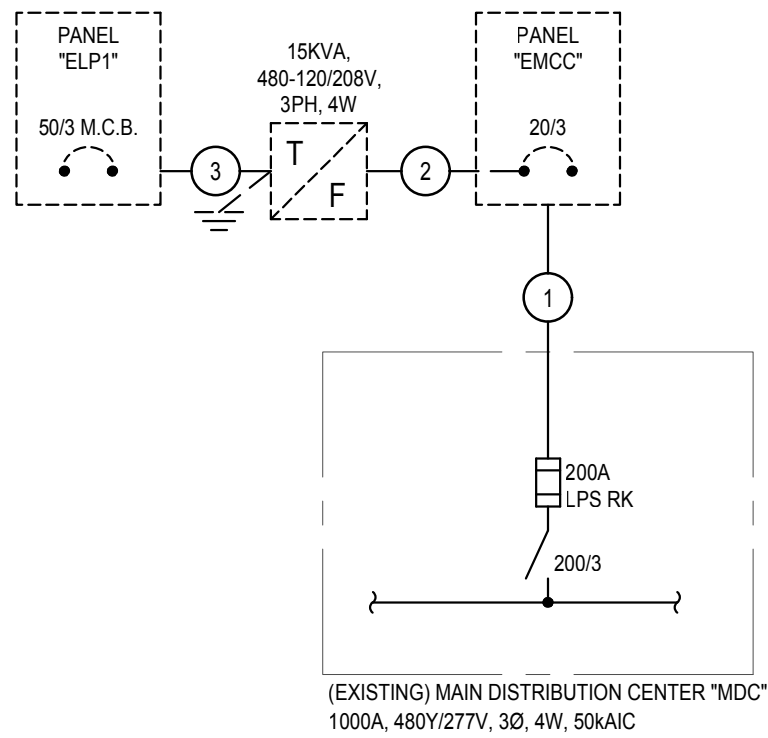 PANEL
"ELP1"
50/3 M.C.B.
3
15KVA,
480-120/208V,
3PH, 4W
T
F
2
PANEL
"EMCC"
20/3
1
200A
LPS RK
200/3
(EXISTING) MAIN DISTRIBUTION CENTER "MDC"
1000A, 480Y/277V, 3Ø, 4W, 50kAIC